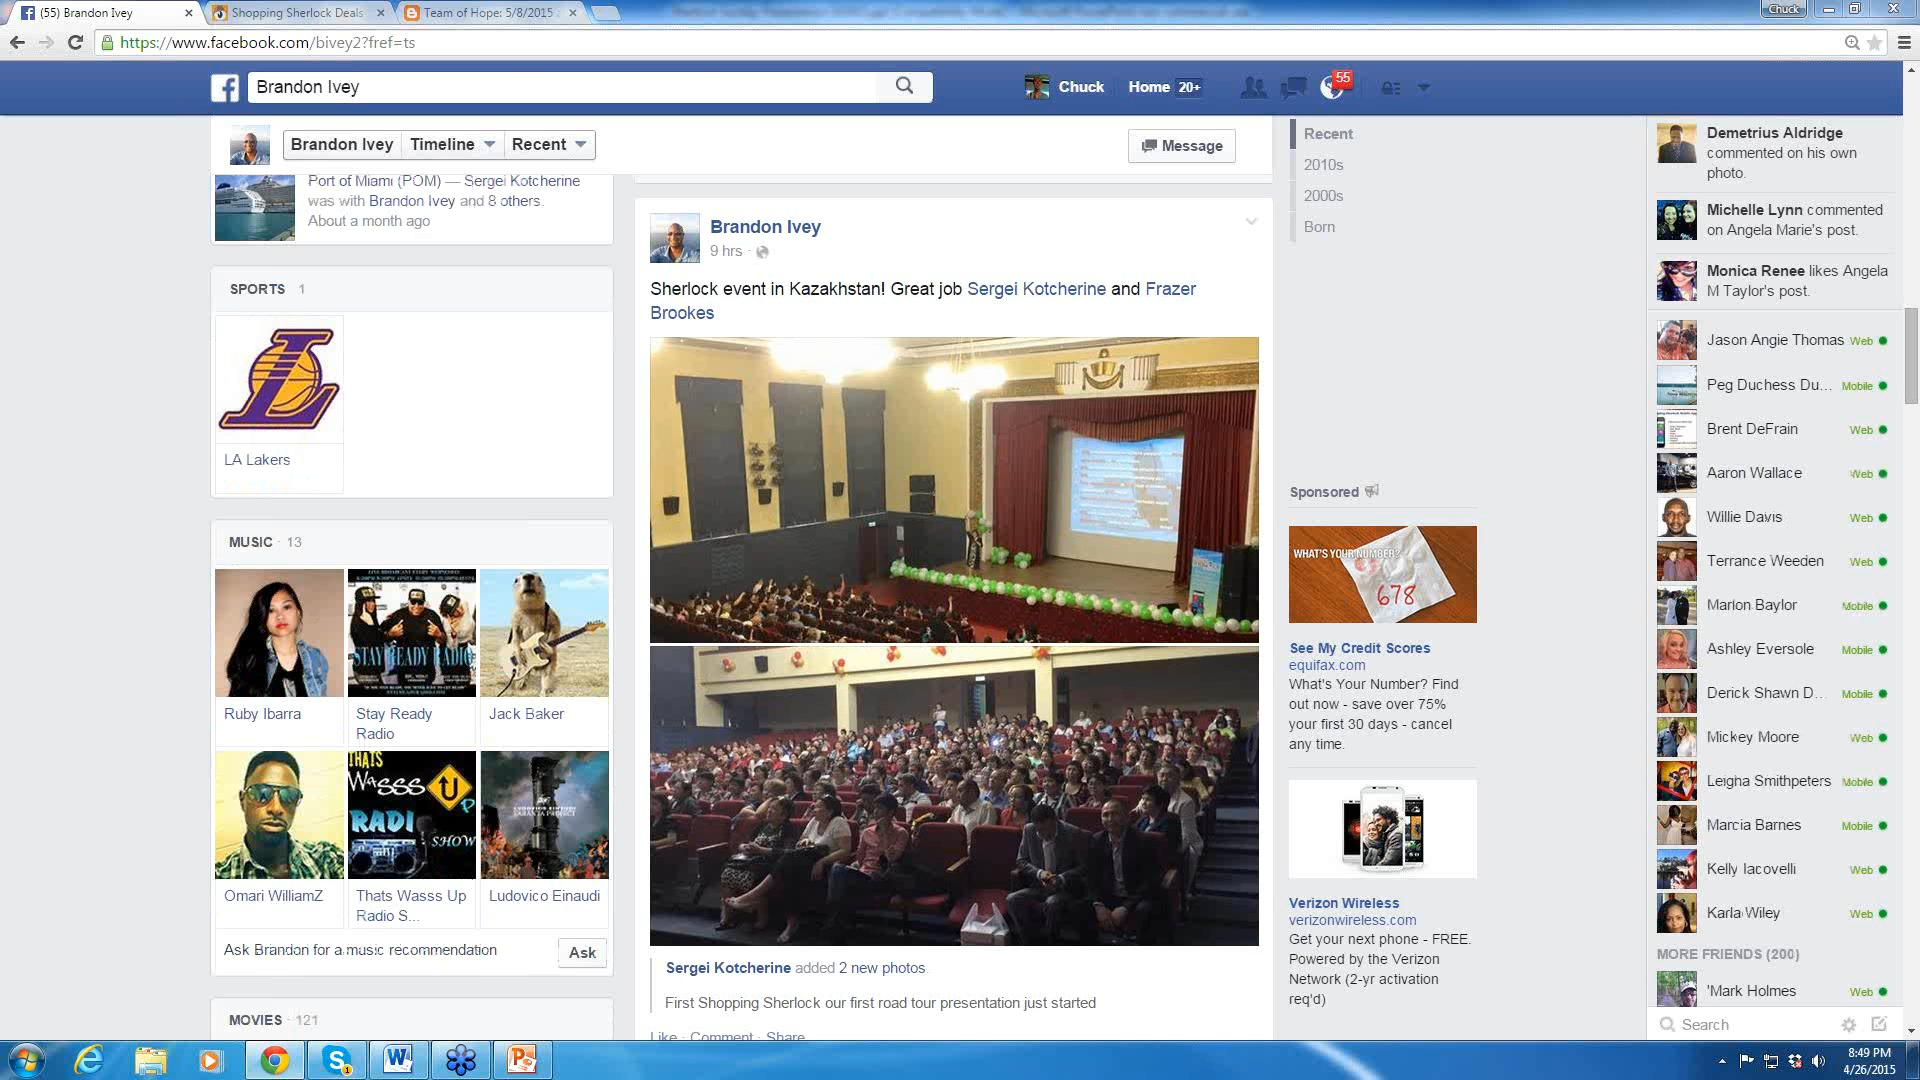 (55) Brandon Ivey
Shopping Sherlock Deals
Team of Hope: 5/8/2015
Chuck
https://www.facebook.com/bivey2?fref=ts
Brandon Ivey
Chuck
Home 20+
55
Brandon Ivey
Timeline
Recent
Message
Port of Miami (POM) — Sergei Kotcherine
was with Brandon Ivey and 8 others.
About a month ago
SPORTS 1
LA Lakers
MUSIC · 13
STAY READY RADIO
Ruby Ibarra
Stay Ready
Radio
Jack Baker
THATS
WASSS
U
P
RADI
SHOW
Omari WilliamZ
Thats Wasss Up
Radio S...
Ludovico Einaudi
Ask Brandon for a music recommendation
Ask
MOVIES · 121
Brandon Ivey
9 hrs ·
Sherlock event in Kazakhstan! Great job Sergei Kotcherine and Frazer
Brookes
Sergei Kotcherine added 2 new photos.
First Shopping Sherlock our first road tour presentation just started
Like · Comment · Share
Recent
2010s
2000s
Born
Sponsored
WHAT'S YOUR NUMBER?
678
See My Credit Scores
equifax.com
What's Your Number? Find
out now - save over 75%
your first 30 days - cancel
any time.
Verizon Wireless
verizonwireless.com
Get your next phone - FREE.
Powered by the Verizon
Network (2-yr activation
req'd)
Demetrius Aldridge
commented on his own
photo.
Michelle Lynn commented
on Angela Marie's post.
Monica Renee likes Angela
M Taylor's post.
Jason Angie Thomas Web
Peg Duchess Du... Mobile
Brent DeFrain Web
Aaron Wallace Web
Willie Davis Web
Terrance Weeden Web
Marion Baylor Mobile
Ashley Eversole Mobile
Derick Shawn D... Mobile
Mickey Moore Web
Leigha Smithpeters Mobile
Marcia Barnes Mobile
Kelly Iacovelli Web
Karla Wiley Web
MORE FRIENDS (200)
'Mark Holmes Web
Search
8:49 PM
4/26/2015